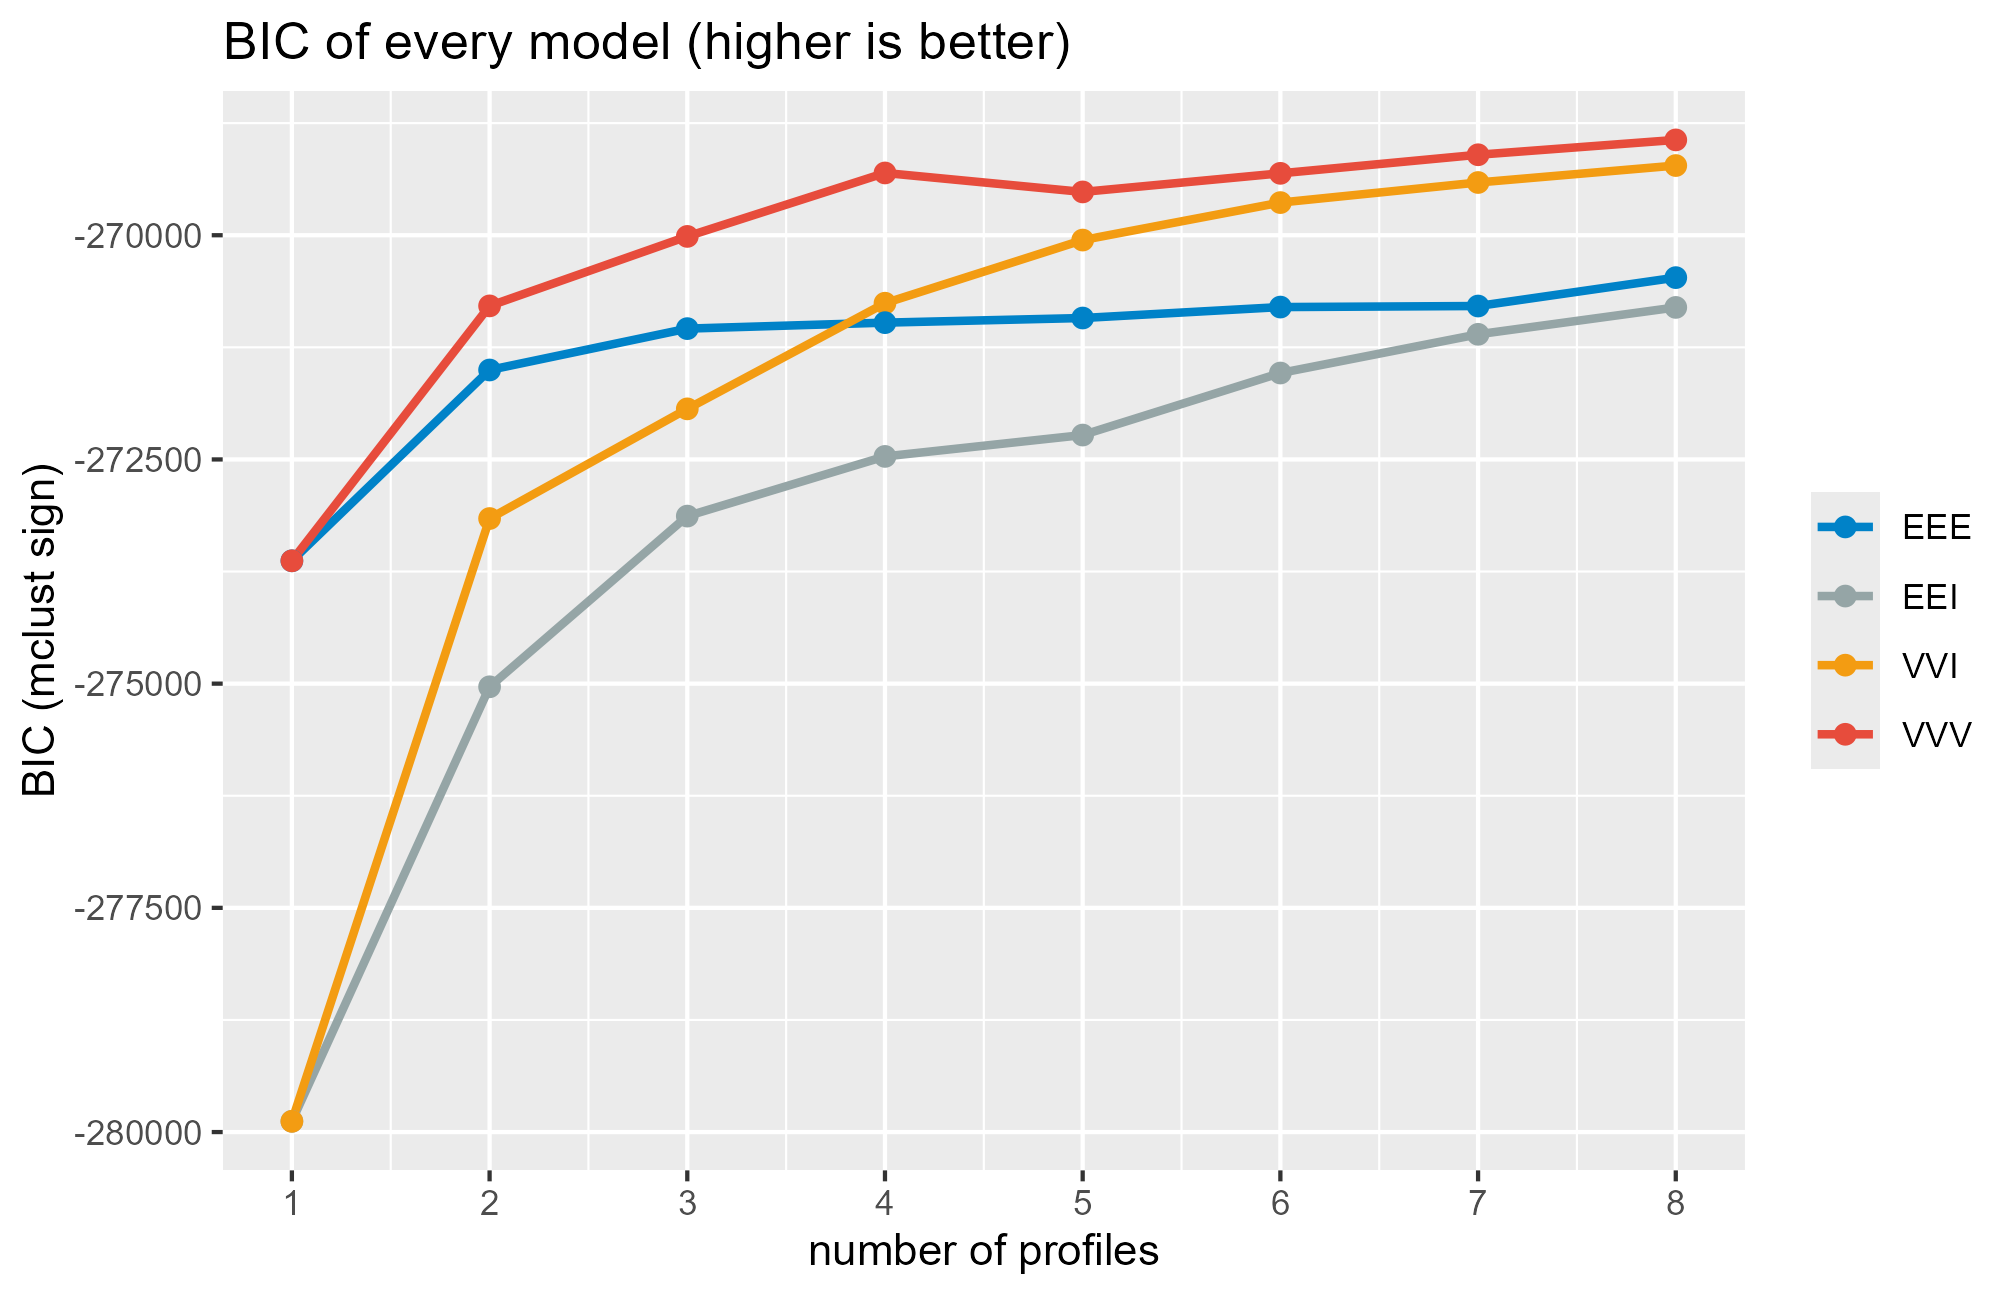 BIC of every model (higher is better)
BIC (mclust sign)
-270000
-272500
-275000
-277500
-280000
1 2 3 4 5 6 7 8
number of profiles
EEE
EEI
VVI
VVV